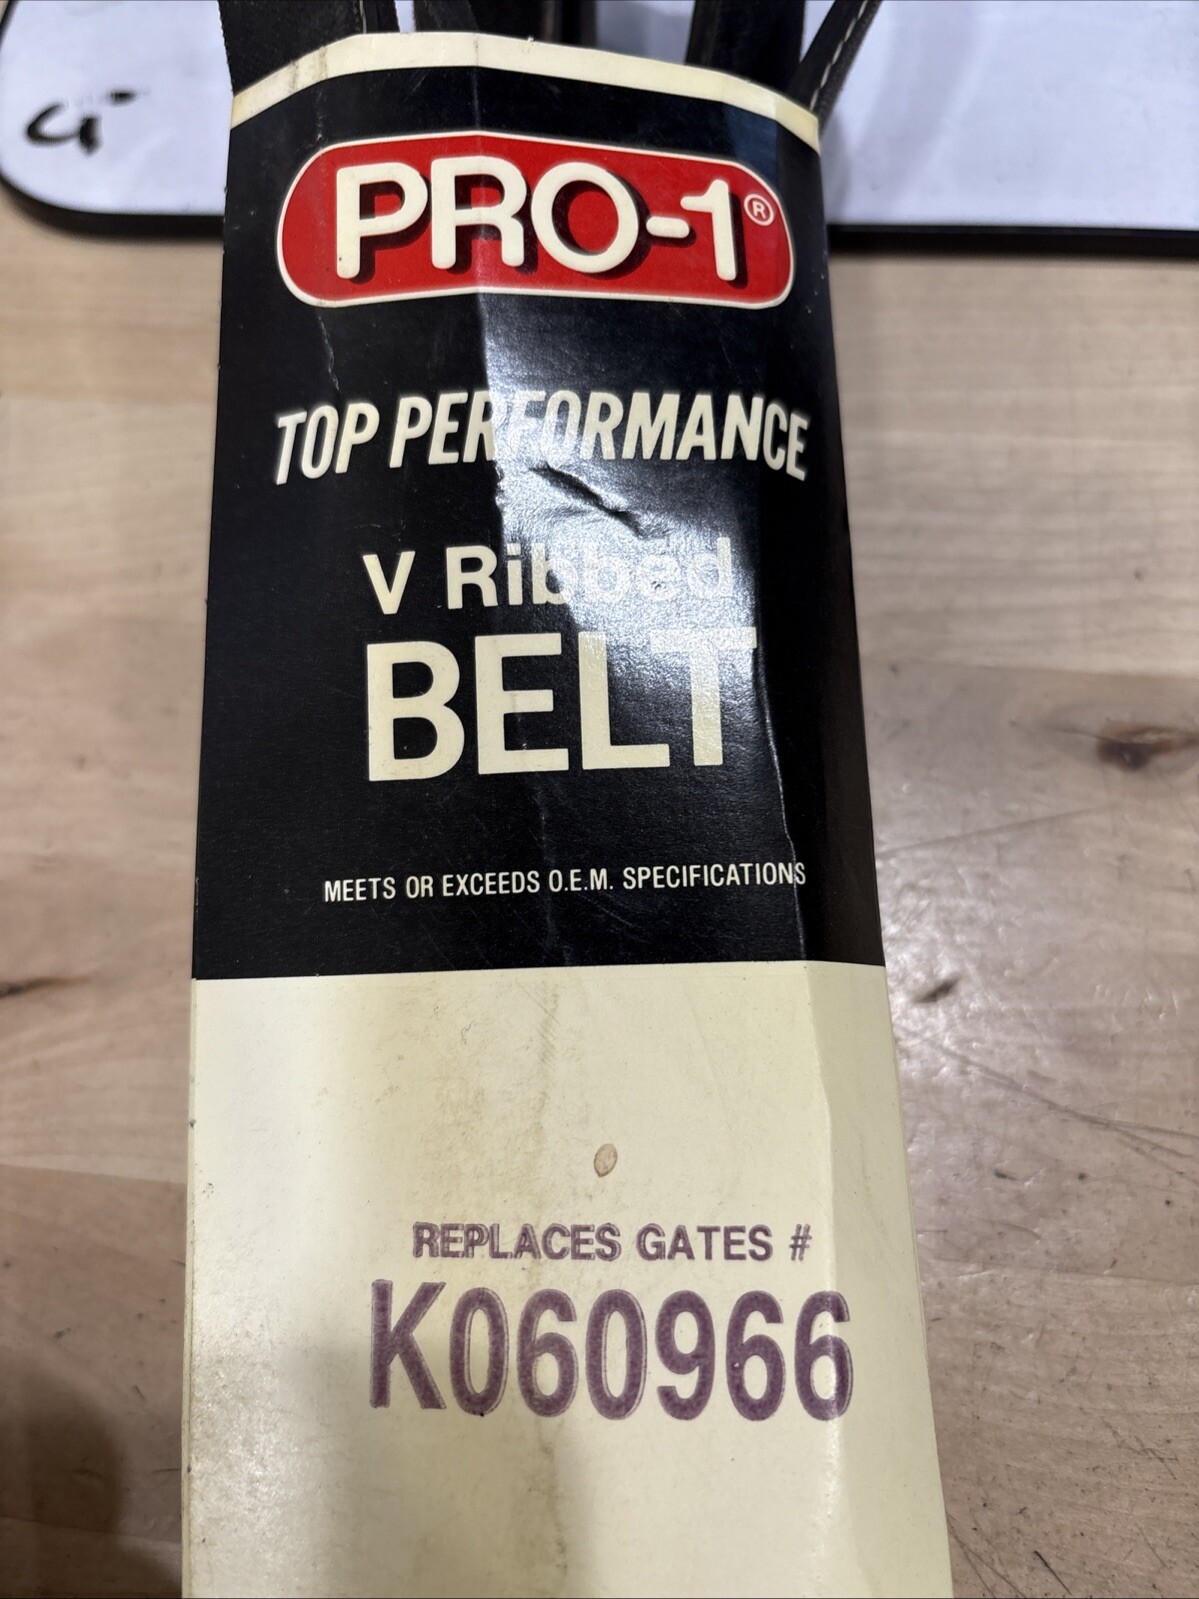 PRO-1®
TOP PERFORMANCE
V Ribbed
BELT
MEETS OR EXCEEDS O.E.M. SPECIFICATIONS
REPLACES GATES #
K060966